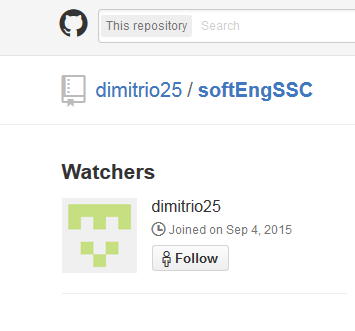 This repository Search
dimitrio25 / softEngSSC
Watchers
dimitrio25
Joined on Sep 4, 2015
Follow